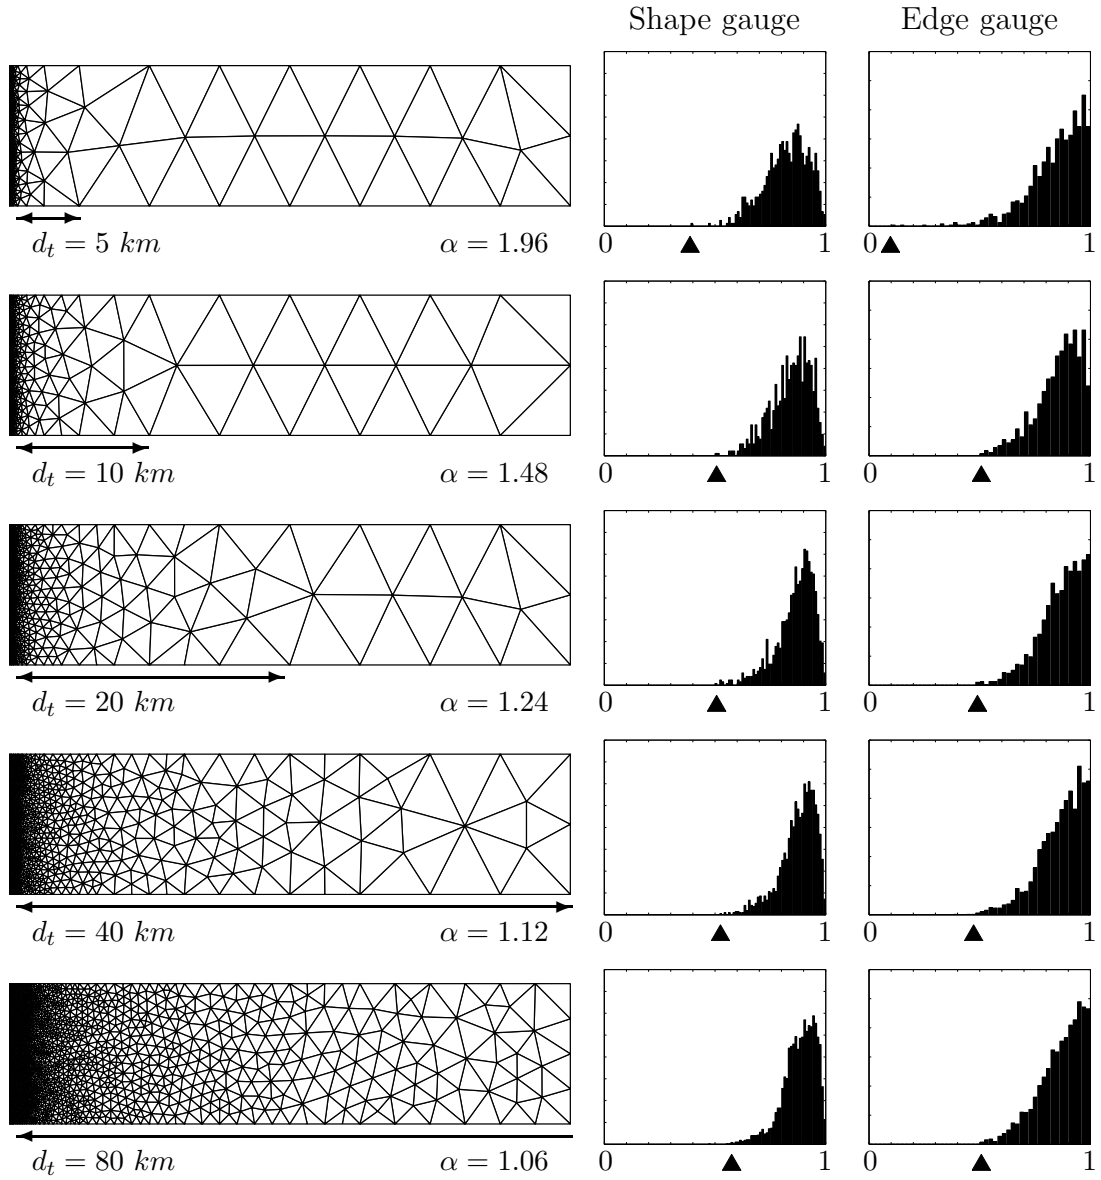 Shape gauge Edge gauge
d_t = 5 km α = 1.96 0 1 0 1
d_t = 10 km α = 1.48 0 1 0 1
d_t = 20 km α = 1.24 0 1 0 1
d_t = 40 km α = 1.12 0 1 0 1
d_t = 80 km α = 1.06 0 1 0 1